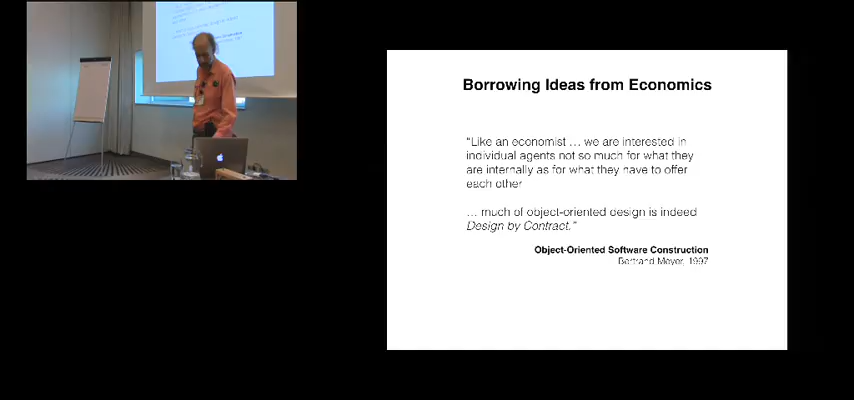 Borrowing Ideas from Economics
“Like an economist … we are interested in
individual agents not so much for what they
are internally as for what they have to offer
each other
… much of object-oriented design is indeed
Design by Contract.”
Object-Oriented Software Construction
Bertrand Meyer, 1997